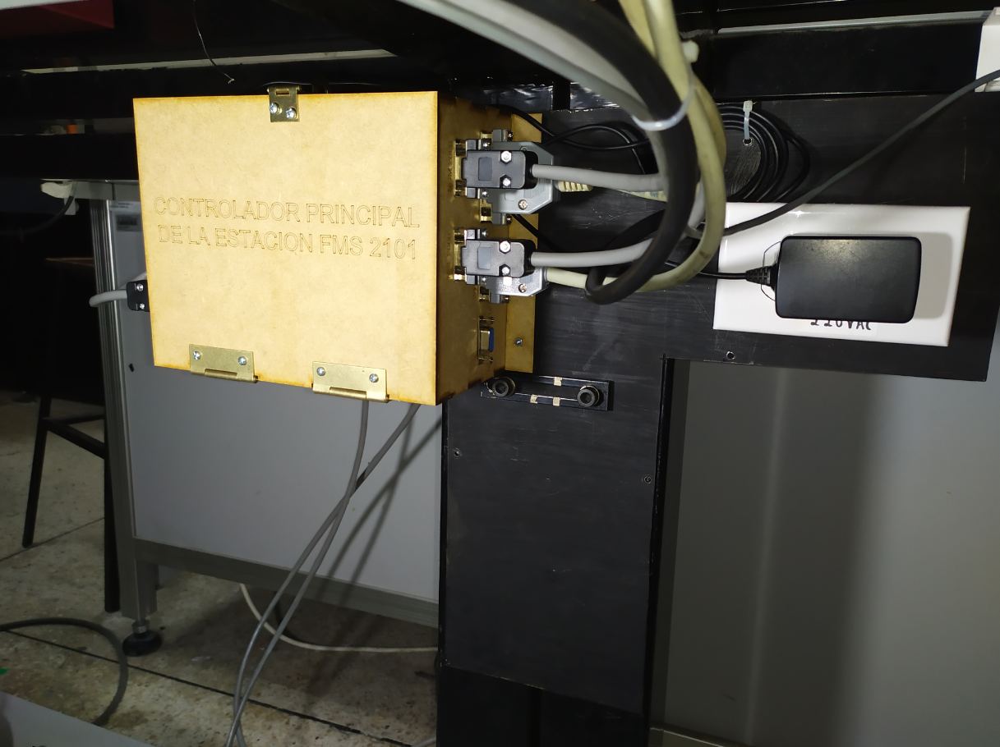 CONTROLADOR PRINCIPAL
DE LA ESTACION FMS 2101